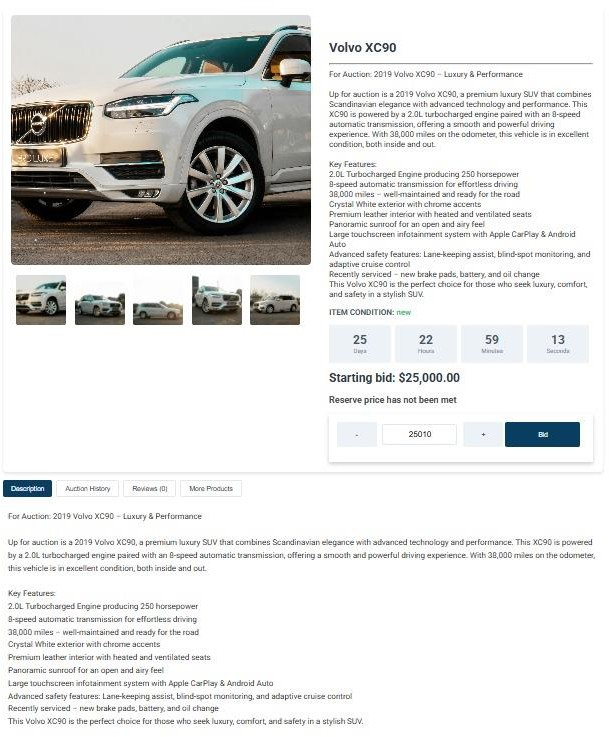 Volvo XC90
For Auction: 2019 Volvo XC90 – Luxury & Performance
Up for auction is a 2019 Volvo XC90, a premium luxury SUV that combines
Scandinavian elegance with advanced technology and performance. This
XC90 is powered by a 2.0L turbocharged engine paired with an 8-speed
automatic transmission, offering a smooth and powerful driving
experience. With 38,000 miles on the odometer, this vehicle is in excellent
condition, both inside and out.
Key Features:
2.0L Turbocharged Engine producing 250 horsepower
8-speed automatic transmission for effortless driving
38,000 miles – well-maintained and ready for the road
Crystal White exterior with chrome accents
Premium leather interior with heated and ventilated seats
Panoramic sunroof for an open and airy feel
Large touchscreen infotainment system with Apple CarPlay & Android
Auto
Advanced safety features: Lane-keeping assist, blind-spot monitoring, and
adaptive cruise control
Recently serviced – new brake pads, battery, and oil change
This Volvo XC90 is the perfect choice for those who seek luxury, comfort,
and safety in a stylish SUV.
ITEM CONDITION: new
25 22 59 13
Days Hours Minutes Seconds
Starting bid: $25,000.00
Reserve price has not been met
- 25010 + Bid
Description Auction History Reviews (0) More Products
For Auction: 2019 Volvo XC90 – Luxury & Performance
Up for auction is a 2019 Volvo XC90, a premium luxury SUV that combines Scandinavian elegance with advanced technology and performance. This XC90 is powered
by a 2.0L turbocharged engine paired with an 8-speed automatic transmission, offering a smooth and powerful driving experience. With 38,000 miles on the odometer,
this vehicle is in excellent condition, both inside and out.
Key Features:
2.0L Turbocharged Engine producing 250 horsepower
8-speed automatic transmission for effortless driving
38,000 miles – well-maintained and ready for the road
Crystal White exterior with chrome accents
Premium leather interior with heated and ventilated seats
Panoramic sunroof for an open and airy feel
Large touchscreen infotainment system with Apple CarPlay & Android Auto
Advanced safety features: Lane-keeping assist, blind-spot monitoring, and adaptive cruise control
Recently serviced – new brake pads, battery, and oil change
This Volvo XC90 is the perfect choice for those who seek luxury, comfort, and safety in a stylish SUV.